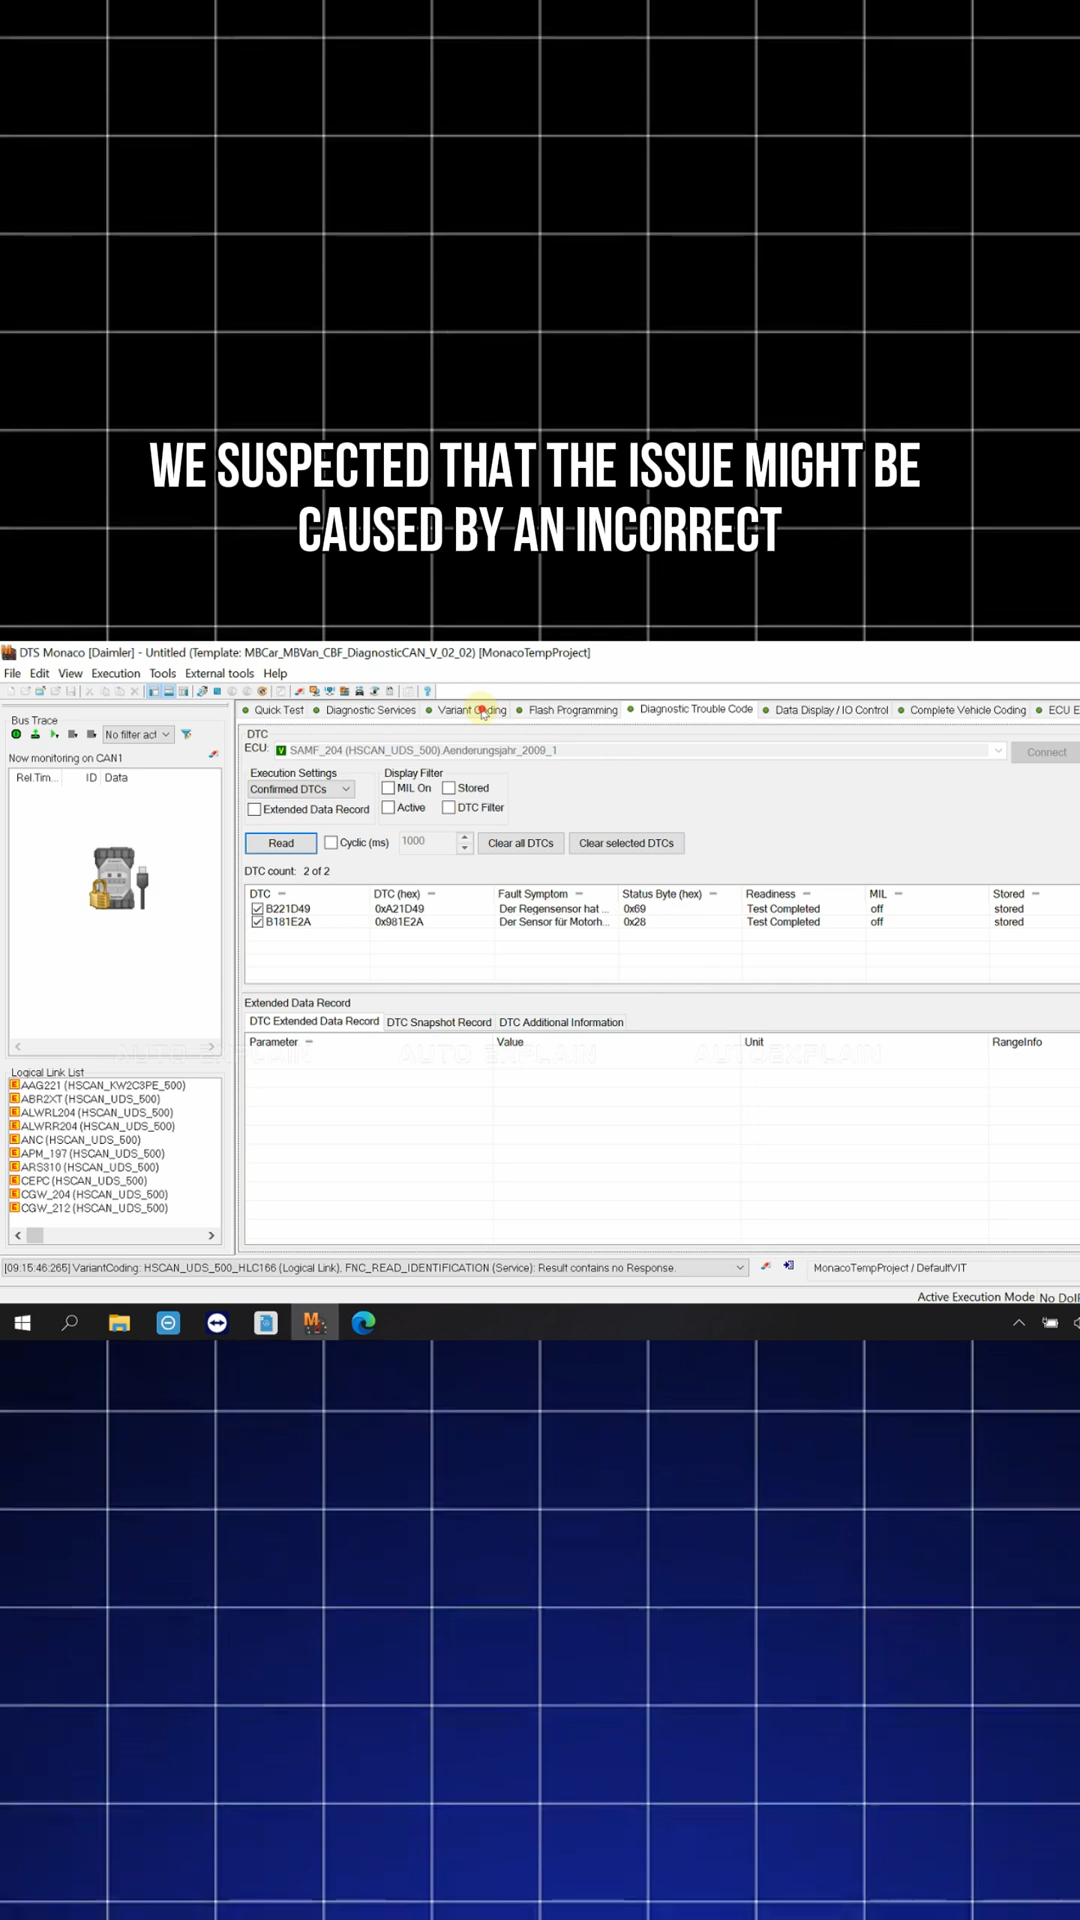 WE SUSPECTED THAT THE ISSUE MIGHT BE
CAUSED BY AN INCORRECT
DTS Monaco [Daimler] - Untitled (Template: MBCar_MBVan_CBF_DiagnosticCAN_V_02_02) [MonacoTempProject]
File Edit View Execution Tools External tools Help
Quick Test Diagnostic Services Variant Coding Flash Programming Diagnostic Trouble Code Data Display / IO Control Complete Vehicle Coding ECU E
Bus Trace
No filter act
Now monitoring on CAN1
Rel.Tim... ID Data
DTC
ECU: SAMF_204 (HSCAN_UDS_500).Aenderungsjahr_2009_1 Connect
Execution Settings Display Filter
Confirmed DTCs MIL On Stored
Extended Data Record Active DTC Filter
Read Cyclic (ms) 1000 Clear all DTCs Clear selected DTCs
DTC count: 2 of 2
DTC DTC (hex) Fault Symptom Status Byte (hex) Readiness MIL Stored
B221D49 0xA21D49 Der Regensensor hat ... 0x69 Test Completed off stored
B181E2A 0x981E2A Der Sensor für Motorh... 0x28 Test Completed off stored
Extended Data Record
DTC Extended Data Record DTC Snapshot Record DTC Additional Information
Parameter Value Unit RangeInfo
AUTO EXPLAIN AUTO EXPLAIN AUTOEXPLAIN
Logical Link List
AAG221 (HSCAN_KW2C3PE_500)
ABR2XT (HSCAN_UDS_500)
ALWRL204 (HSCAN_UDS_500)
ALWRR204 (HSCAN_UDS_500)
ANC (HSCAN_UDS_500)
APM_197 (HSCAN_UDS_500)
ARS310 (HSCAN_UDS_500)
CEPC (HSCAN_UDS_500)
CGW_204 (HSCAN_UDS_500)
CGW_212 (HSCAN_UDS_500)
[09:15:46:265] VariantCoding: HSCAN_UDS_500_HLC166 (Logical Link), FNC_READ_IDENTIFICATION (Service): Result contains no Response.
MonacoTempProject / DefaultVIT
Active Execution Mode No DoIP